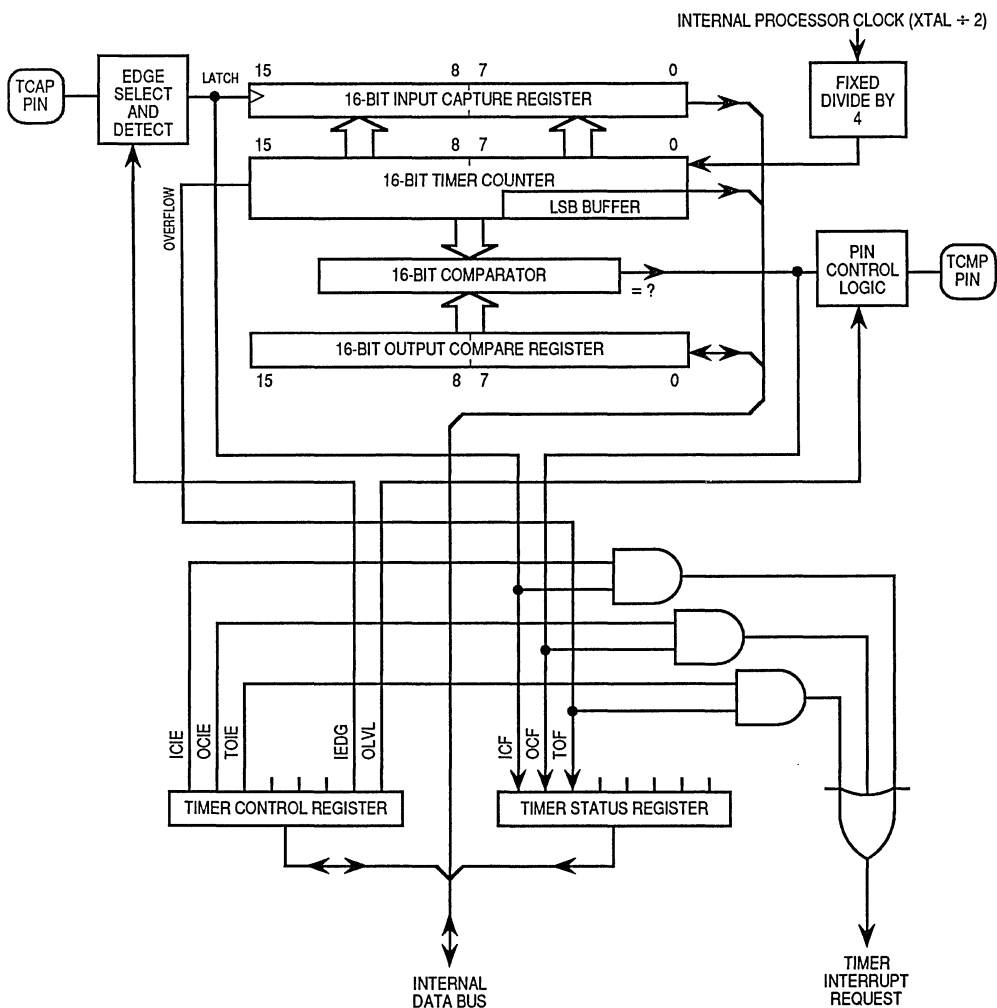 INTERNAL PROCESSOR CLOCK (XTAL ÷ 2)
TCAP
PIN
EDGE
SELECT
AND
DETECT
LATCH
15
8 7
0
16-BIT INPUT CAPTURE REGISTER
FIXED
DIVIDE BY
4
15
8 7
0
16-BIT TIMER COUNTER
LSB BUFFER
OVERFLOW
16-BIT COMPARATOR
= ?
PIN
CONTROL
LOGIC
TCMP
PIN
16-BIT OUTPUT COMPARE REGISTER
15
8 7
0
ICIE
OCIE
TOIE
IEDG
OLVL
ICF
OCF
TOF
TIMER CONTROL REGISTER
TIMER STATUS REGISTER
INTERNAL
DATA BUS
TIMER
INTERRUPT
REQUEST